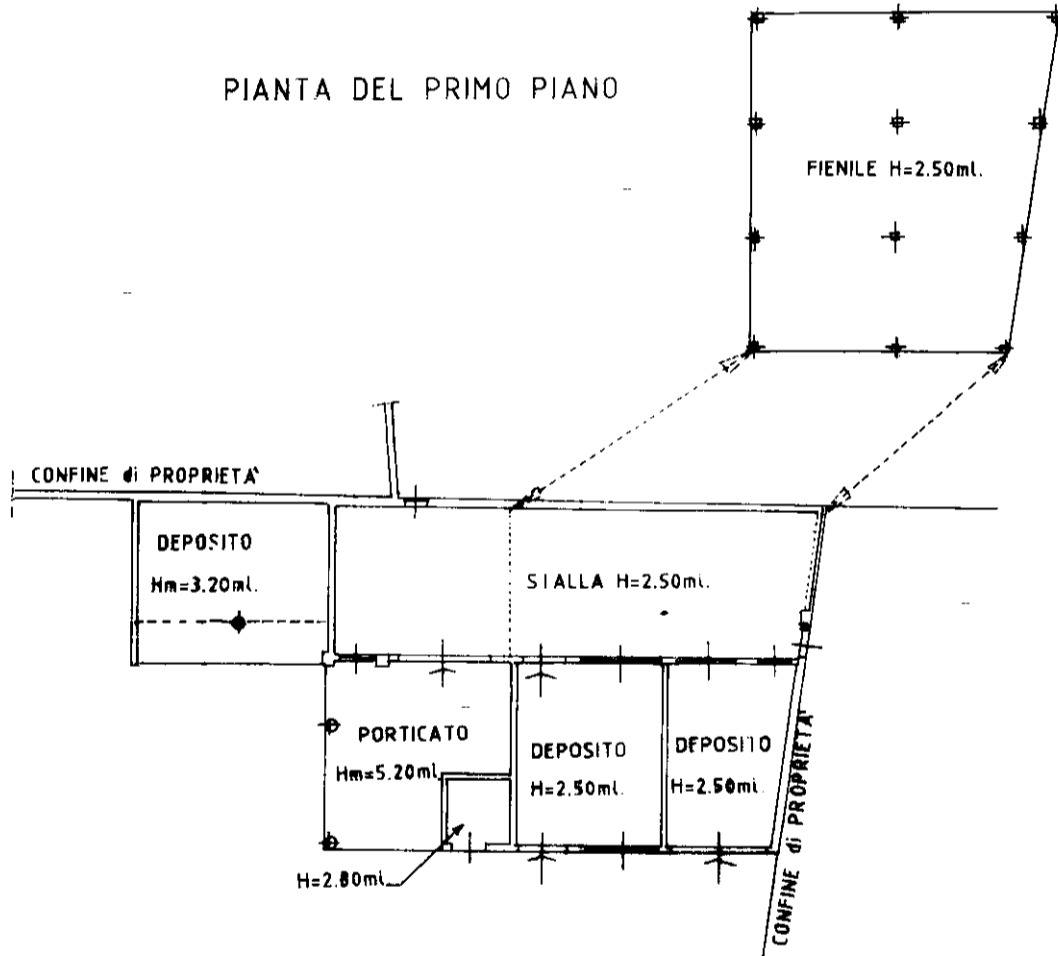 PIANTA DEL PRIMO PIANO
FIENILE H=2.50ml.
CONFINE di PROPRIETA'
DEPOSITO
Hm=3.20ml.
STALLA H=2.50ml.
PORTICATO
Hm=5.20ml.
DEPOSITO
H=2.50ml.
DEPOSITO
H=2.50ml.
H=2.80ml.
CONFINE di PROPRIETA'